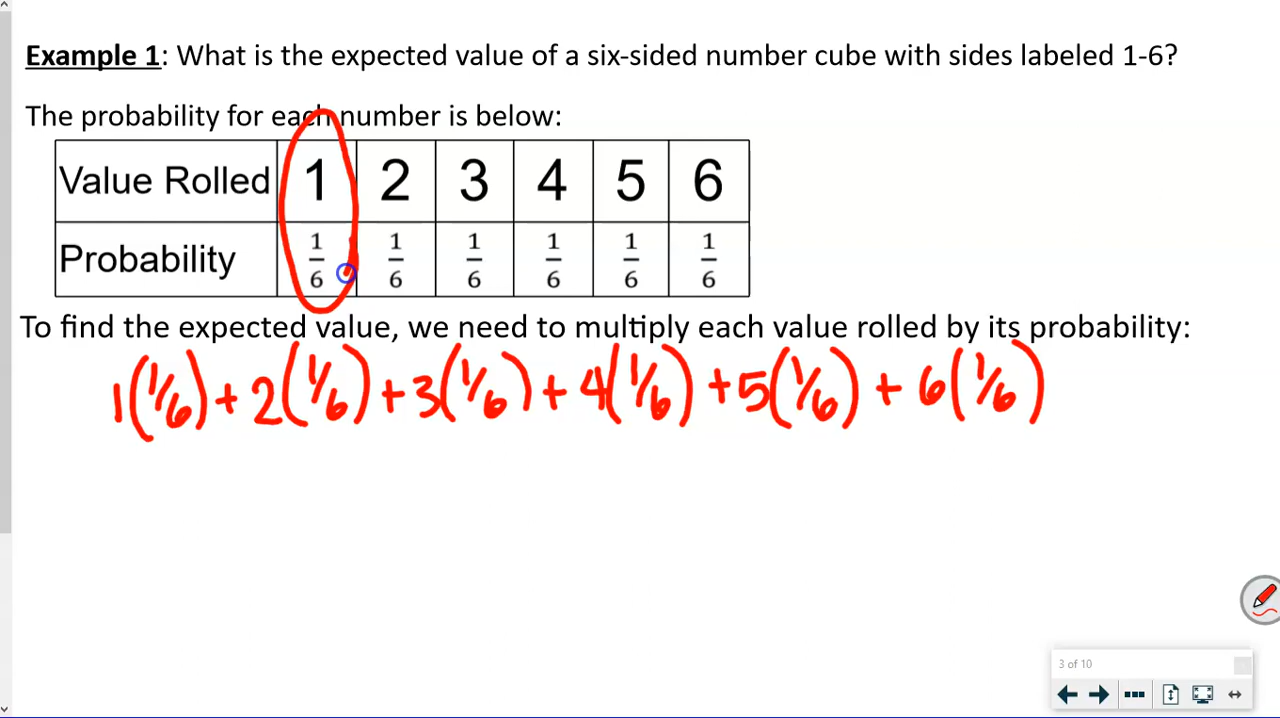 Example 1: What is the expected value of a six-sided number cube with sides labeled 1-6?
The probability for each number is below:
Value Rolled 1 2 3 4 5 6
Probability 1/6 1/6 1/6 1/6 1/6 1/6
To find the expected value, we need to multiply each value rolled by its probability:
1(1/6) + 2(1/6) + 3(1/6) + 4(1/6) + 5(1/6) + 6(1/6)
3 of 10